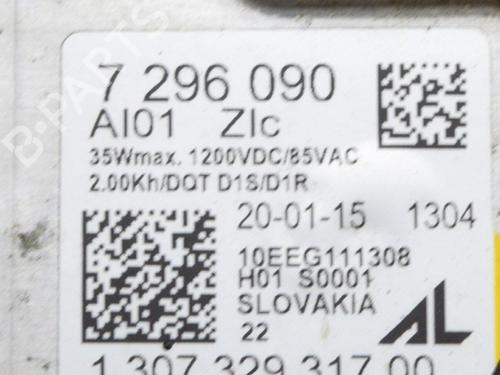 7 296 090
AI01 ZIc
35Wmax. 1200VDC/85VAC
2.00Kh/DOT D1S/D1R
20-01-15 1304
10EEG111308
H01 S0001
SLOVAKIA
22
AL
1 307 329 317 00
B-PARTS